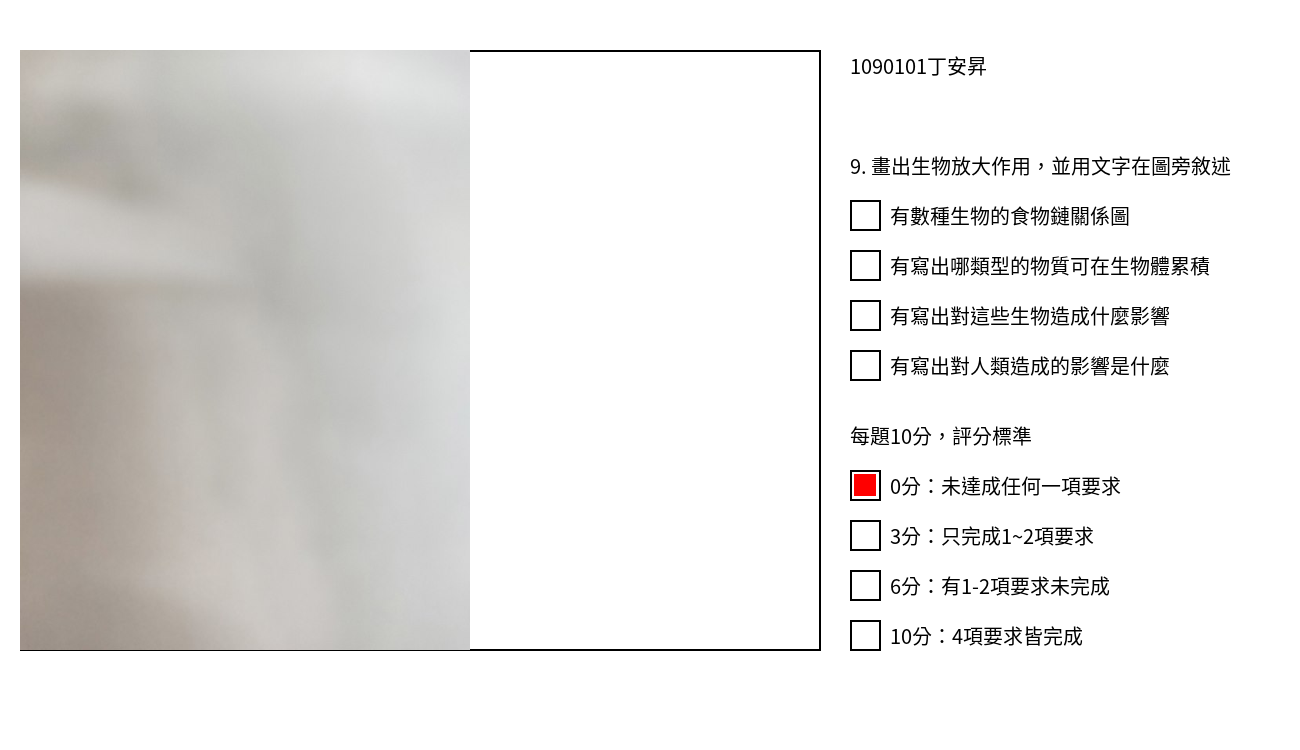 1090101丁安昇
9. 畫出生物放大作用，並用文字在圖旁敘述
有數種生物的食物鏈關係圖
有寫出哪類型的物質可在生物體累積
有寫出對這些生物造成什麼影響
有寫出對人類造成的影響是什麼
每題10分，評分標準
0分：未達成任何一項要求
3分：只完成1~2項要求
6分：有1-2項要求未完成
10分：4項要求皆完成